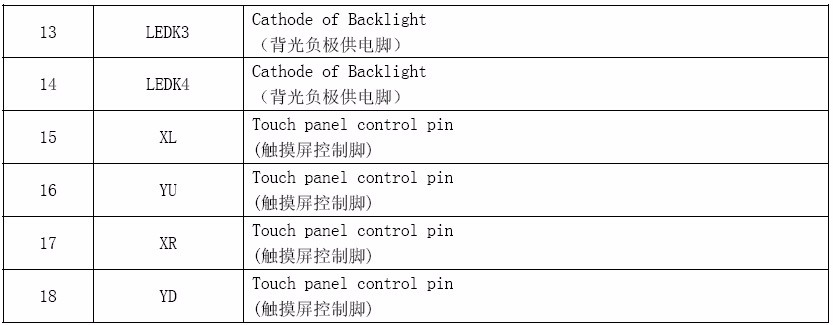 13 LEDK3 Cathode of Backlight
（背光负极供电脚）
14 LEDK4 Cathode of Backlight
（背光负极供电脚）
15 XL Touch panel control pin
(触摸屏控制脚)
16 YU Touch panel control pin
(触摸屏控制脚)
17 XR Touch panel control pin
(触摸屏控制脚)
18 YD Touch panel control pin
(触摸屏控制脚)